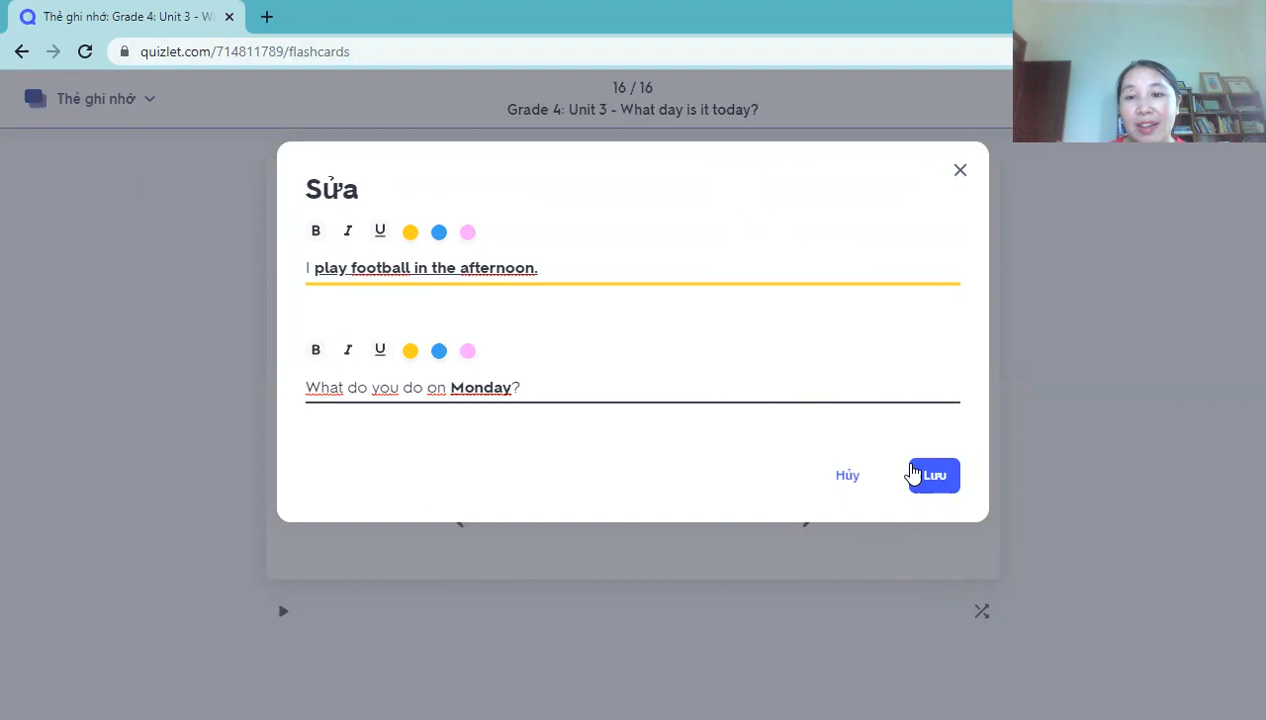 Thẻ ghi nhớ: Grade 4: Unit 3 - W
quizlet.com/714811789/flashcards
Thẻ ghi nhớ
16 / 16
Grade 4: Unit 3 - What day is it today?
Sửa
B I U
I play football in the afternoon.
B I U
What do you do on Monday?
Hủy Lưu